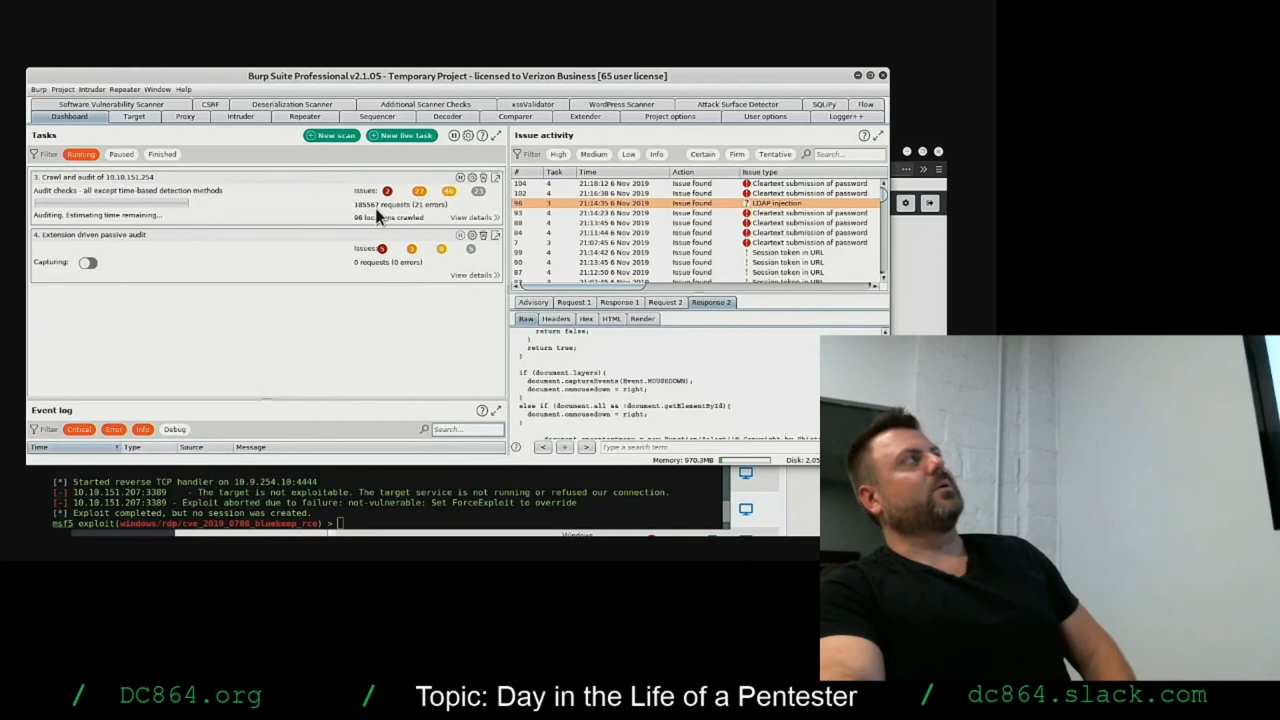 Burp Suite Professional v2.1.05 - Temporary Project - licensed to Verizon Business [65 user license]
Burp Project Intruder Repeater Window Help
Software Vulnerability Scanner CSRF Deserialization Scanner Additional Scanner Checks xssValidator WordPress Scanner Attack Surface Detector SQLiPy Flow
Dashboard Target Proxy Intruder Repeater Sequencer Decoder Comparer Extender Project options User options Logger++
Tasks
New scan
New live task
Filter Running Paused Finished
3. Crawl and audit of 10.10.151.254
Audit checks - all except time-based detection methods
Issues: 2 27 46 23
185567 requests (21 errors)
Auditing. Estimating time remaining...
View details
4. Extension driven passive audit
Issues: 5
Capturing:
0 requests (0 errors)
View details
Event log
Filter Critical Error Info Debug
Search...
Time Type Source Message
Issue activity
Filter High Medium Low Info Certain Firm Tentative Search...
# Task Time Action Issue type
104 4 21:18:12 6 Nov 2019 Issue found Cleartext submission of password
102 4 21:16:38 6 Nov 2019 Issue found Cleartext submission of password
96 3 21:14:35 6 Nov 2019 Issue found LDAP injection
93 4 21:14:23 6 Nov 2019 Issue found Cleartext submission of password
88 4 21:13:45 6 Nov 2019 Issue found Cleartext submission of password
84 4 21:11:44 6 Nov 2019 Issue found Cleartext submission of password
7 3 21:07:45 6 Nov 2019 Issue found Cleartext submission of password
99 4 21:14:42 6 Nov 2019 Issue found Session token in URL
90 4 21:13:45 6 Nov 2019 Issue found Session token in URL
87 4 21:12:50 6 Nov 2019 Issue found Session token in URL
Advisory Request 1 Response 1 Request 2 Response 2
Raw Headers Hex HTML Render
return false;
}
return true;
}
if (document.layers){
document.captureEvents(Event.MOUSEDOWN);
document.onmousedown = right;
}
else if (document.all && !document.getElementById){
document.onmousedown = right;
}
Type a search term
Memory: 970.3MB
[*] Started reverse TCP handler on 10.9.254.10:4444
[-] 10.10.151.207:3389 - The target is not exploitable. The target service is not running or refused our connection.
[-] 10.10.151.207:3389 - Exploit aborted due to failure: not-vulnerable: Set ForceExploit to override
[*] Exploit completed, but no session was created.
msf5 exploit(windows/rdp/cve_2019_0708_bluekeep_rce) >
Windows
/ DC864.org / Topic: Day in the Life of a Pentester / dc864.slack.com